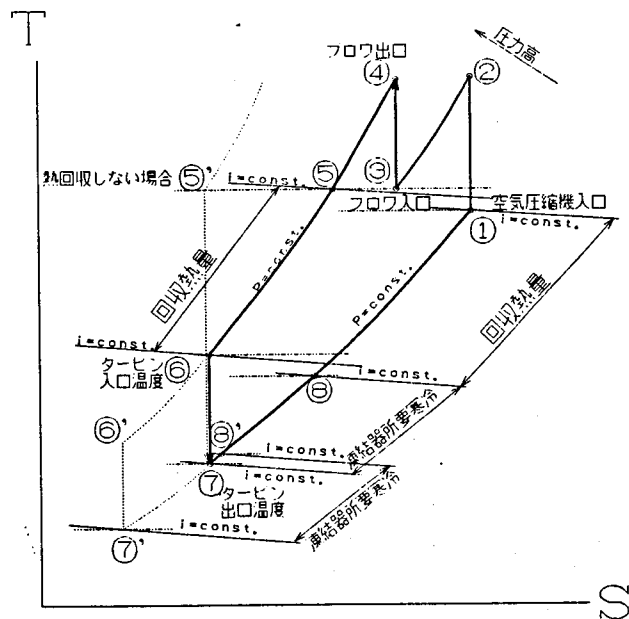 T
フロワ出口
④
②
圧力高
熱回収しない場合
⑤'
i=const.
⑤
③
フロワ入口
空気圧縮機入口
①
i=const.
回収熱量
P=const.
P=const.
回収熱量
i=const.
タービン
入口温度
⑥
⑧
i=const.
⑥'
⑧'
i=const.
凍結器所要寒冷
⑦
i=const.
タービン
出口温度
i=const.
凍結器所要寒冷
⑦'
S